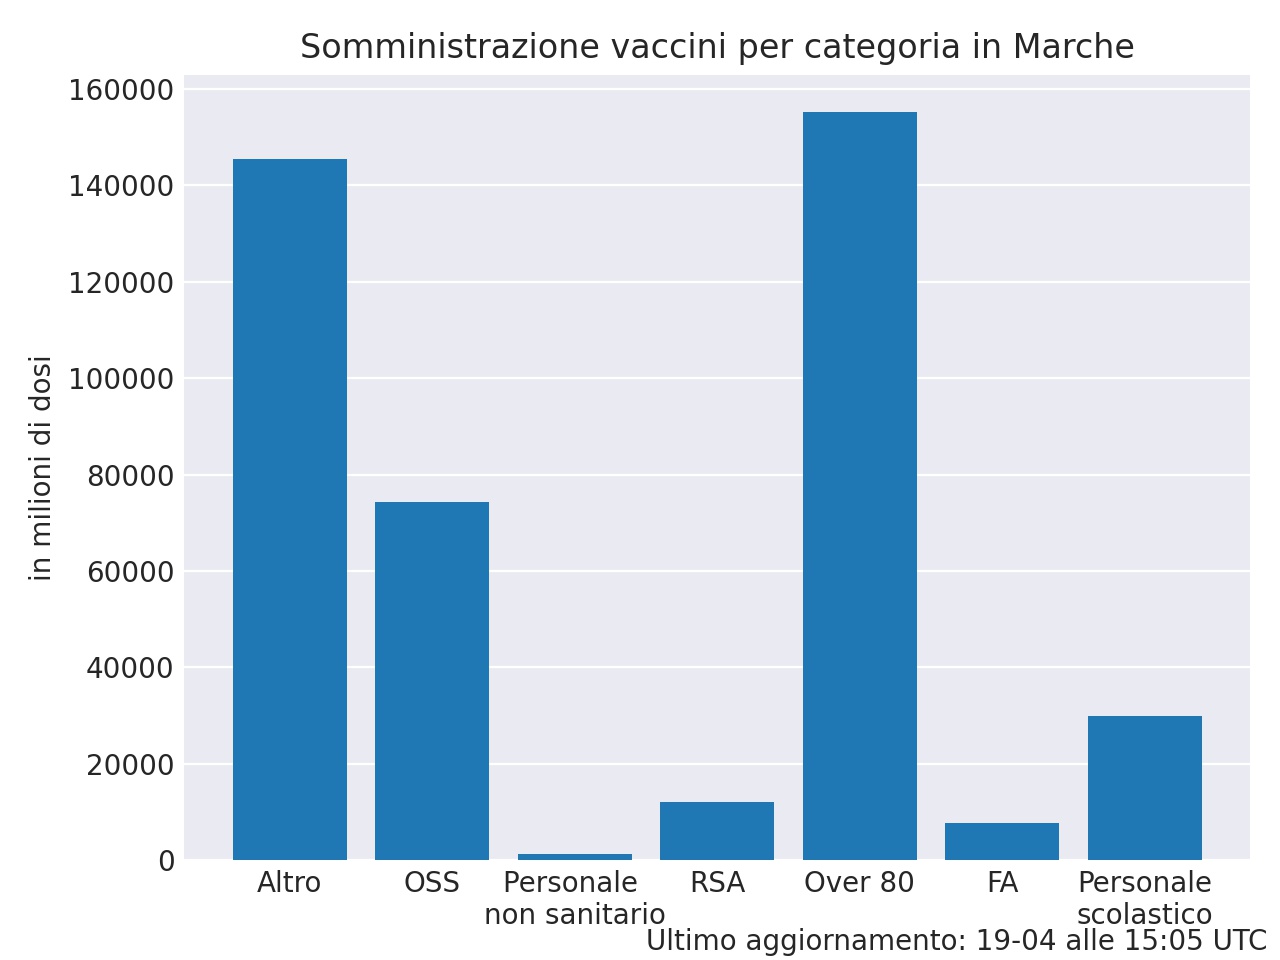 Somministrazione vaccini per categoria in Marche
160000
140000
120000
100000
80000
60000
40000
20000
0
in milioni di dosi
Altro
OSS
Personale
non sanitario
RSA
Over 80
FA
Personale
scolastico
Ultimo aggiornamento: 19-04 alle 15:05 UTC